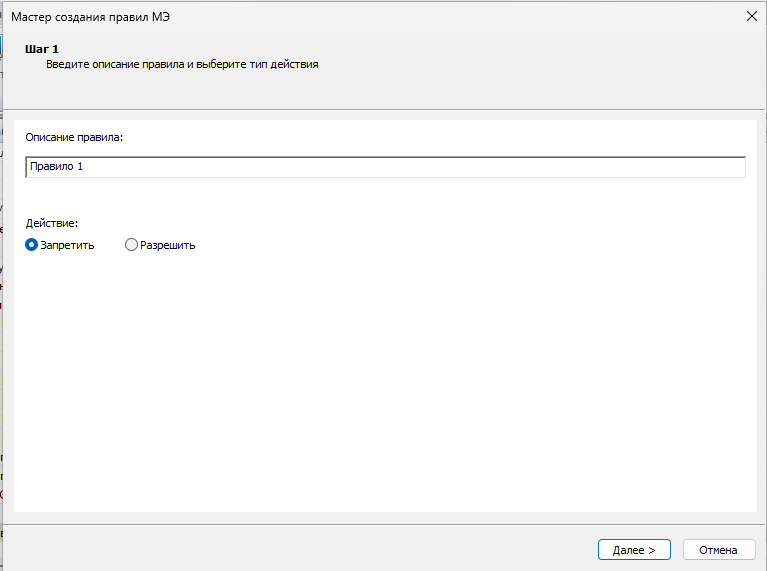 Мастер создания правил МЭ
Шаг 1
Введите описание правила и выберите тип действия
Описание правила:
Правило 1
Действие:
Запретить Разрешить
Далее > Отмена